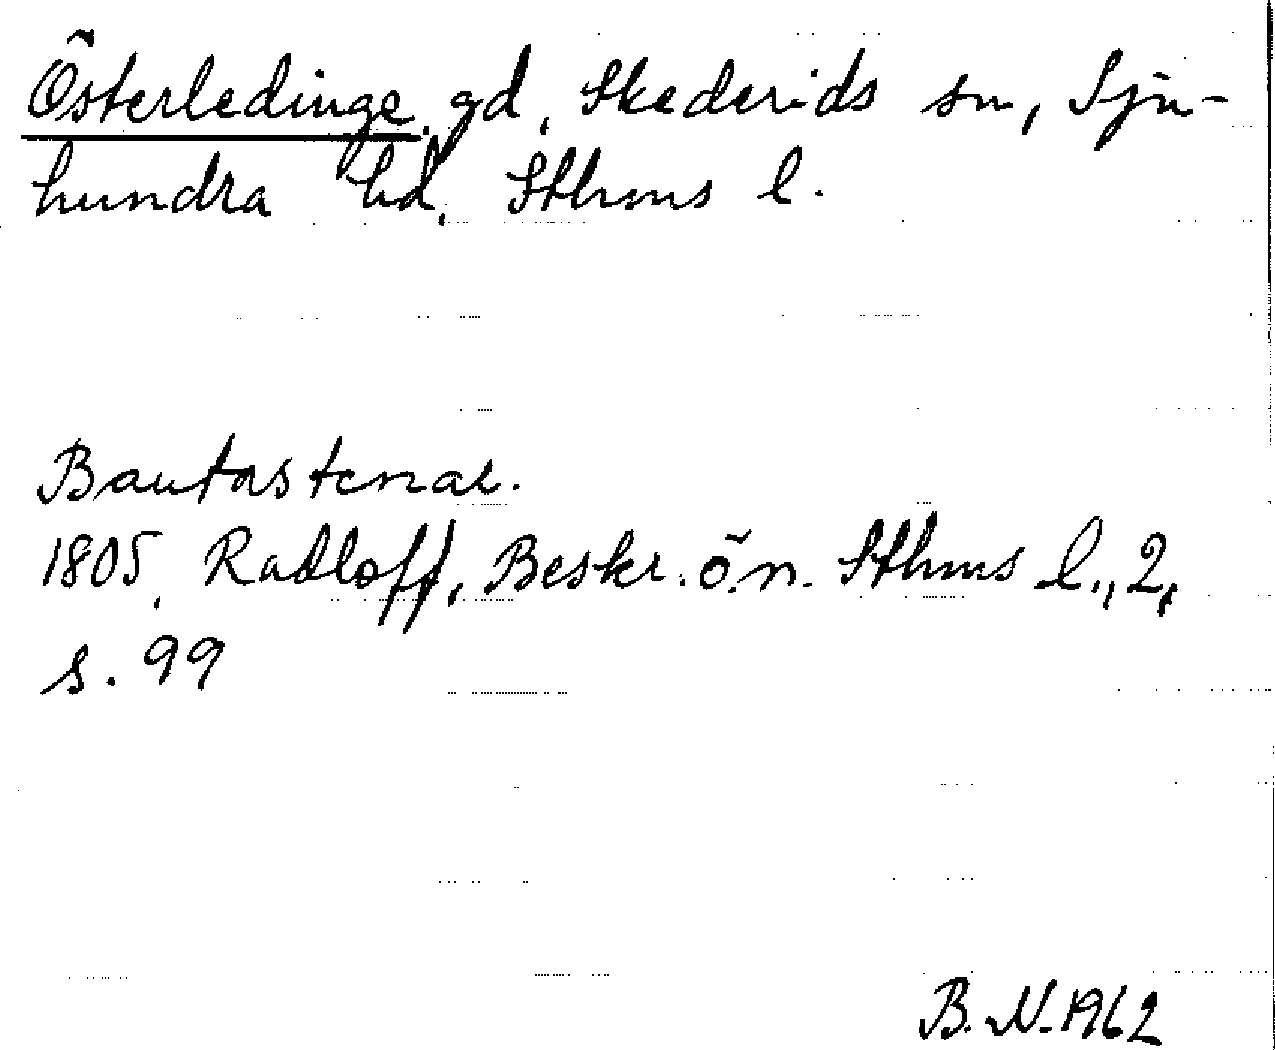 Österledinge, gd, Skederids sn, Sju-
hundra hd, Sthms l.
Bautastenar.
1805, Radloff, Beskr. ö. n. Sthms l., 2,
s. 99
B. N. 1962